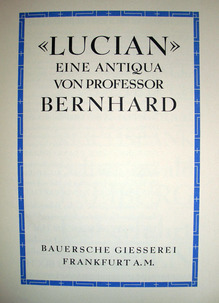 «LUCIAN»
EINE ANTIQUA
VON PROFESSOR
BERNHARD
BAUERSCHE GIESSEREI
FRANKFURT A.M.